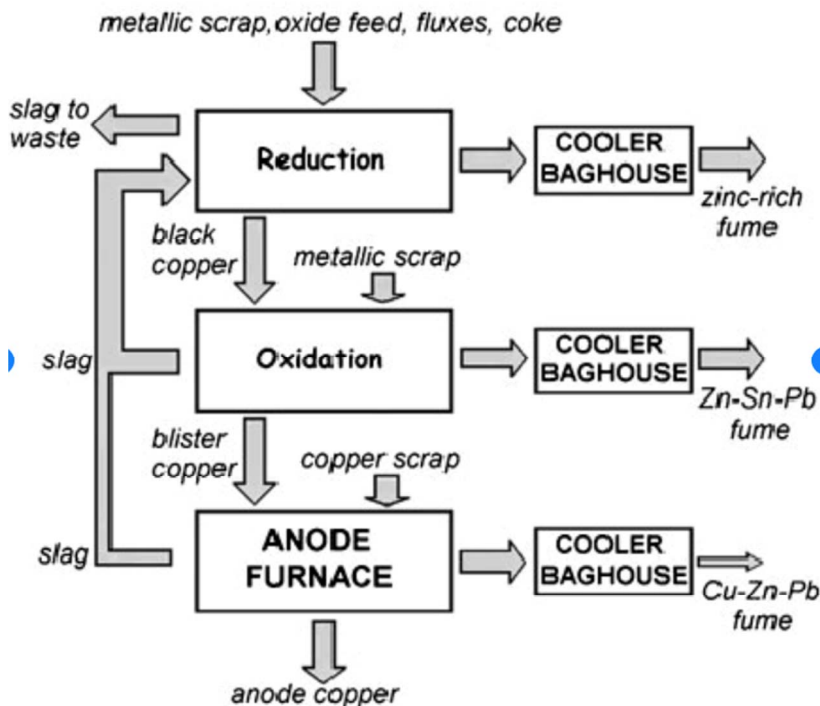 metallic scrap, oxide feed, fluxes, coke
slag to
waste
Reduction
COOLER
BAGHOUSE
zinc-rich
fume
black
copper
metallic scrap
slag
Oxidation
COOLER
BAGHOUSE
Zn-Sn-Pb
fume
blister
copper
copper scrap
slag
ANODE
FURNACE
COOLER
BAGHOUSE
Cu-Zn-Pb
fume
anode copper